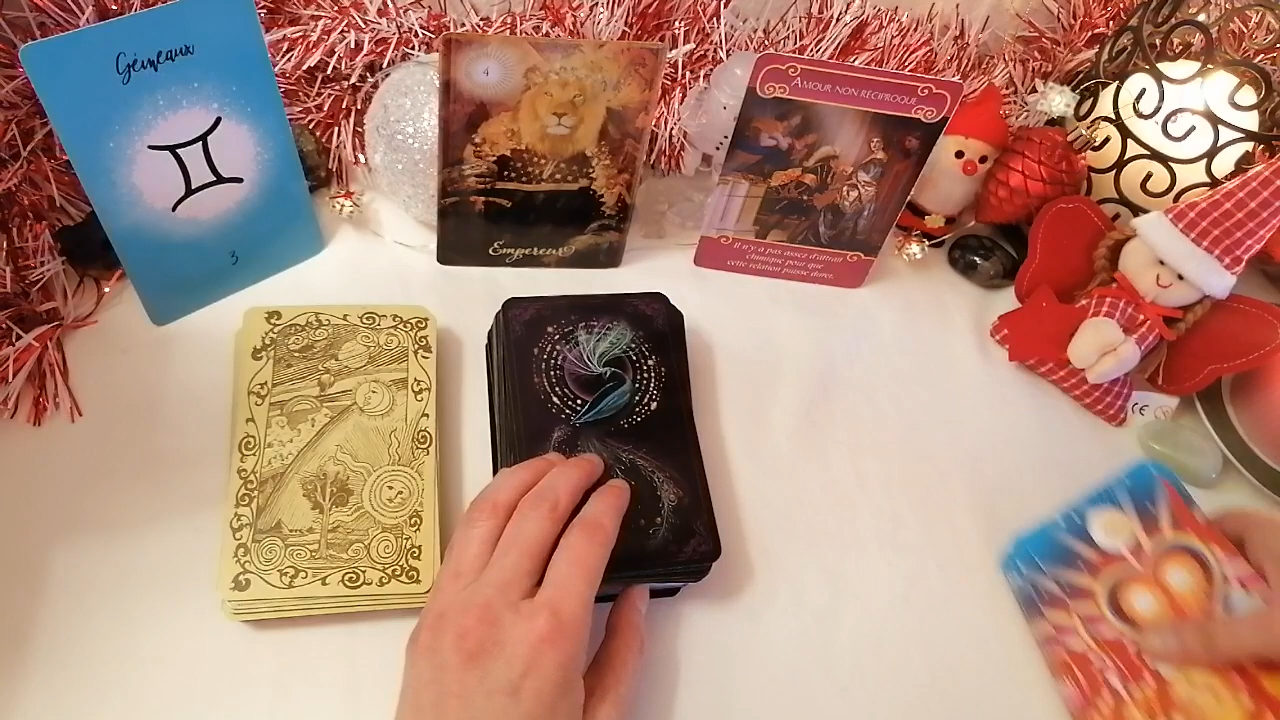 Gémeaux
3
4
Empereur
AMOUR NON RÉCIPROQUE
Il n'y a pas assez d'attrait
chimique pour que
cette relation puisse durer.
CE